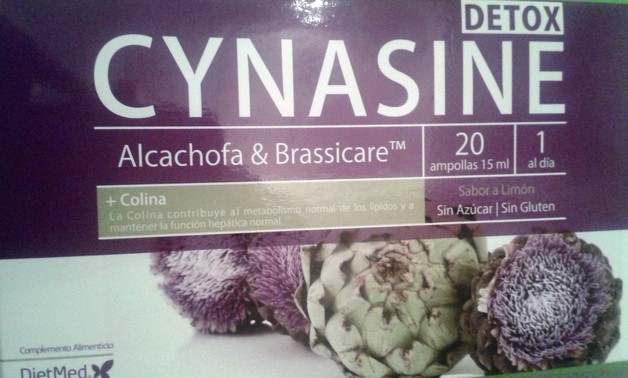 DETOX
CYNASINE
Alcachofa & Brassicare™
20
ampollas 15 ml
1
al día
+ Colina
La Colina contribuye al metabolismo normal de los lípidos y a
mantener la función hepática normal.
Sabor a Limón
Sin Azúcar | Sin Gluten
Complemento Alimenticio
DietMed.